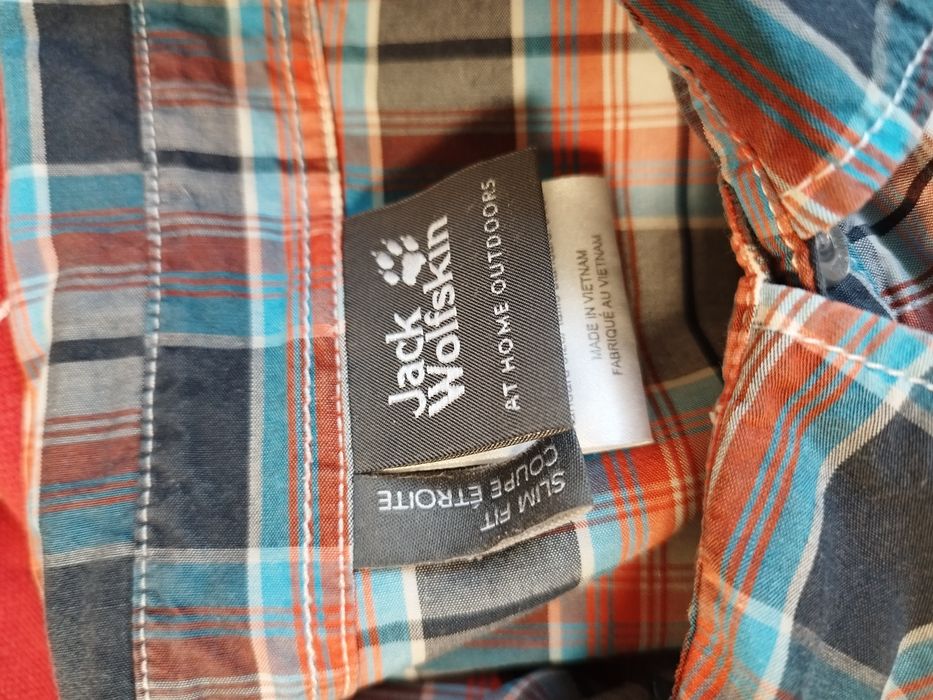 Jack
Wolfskin
AT HOME OUTDOORS
MADE IN VIETNAM
FABRIQUÉ AU VIETNAM
SLIM FIT
COUPE ÉTROITE